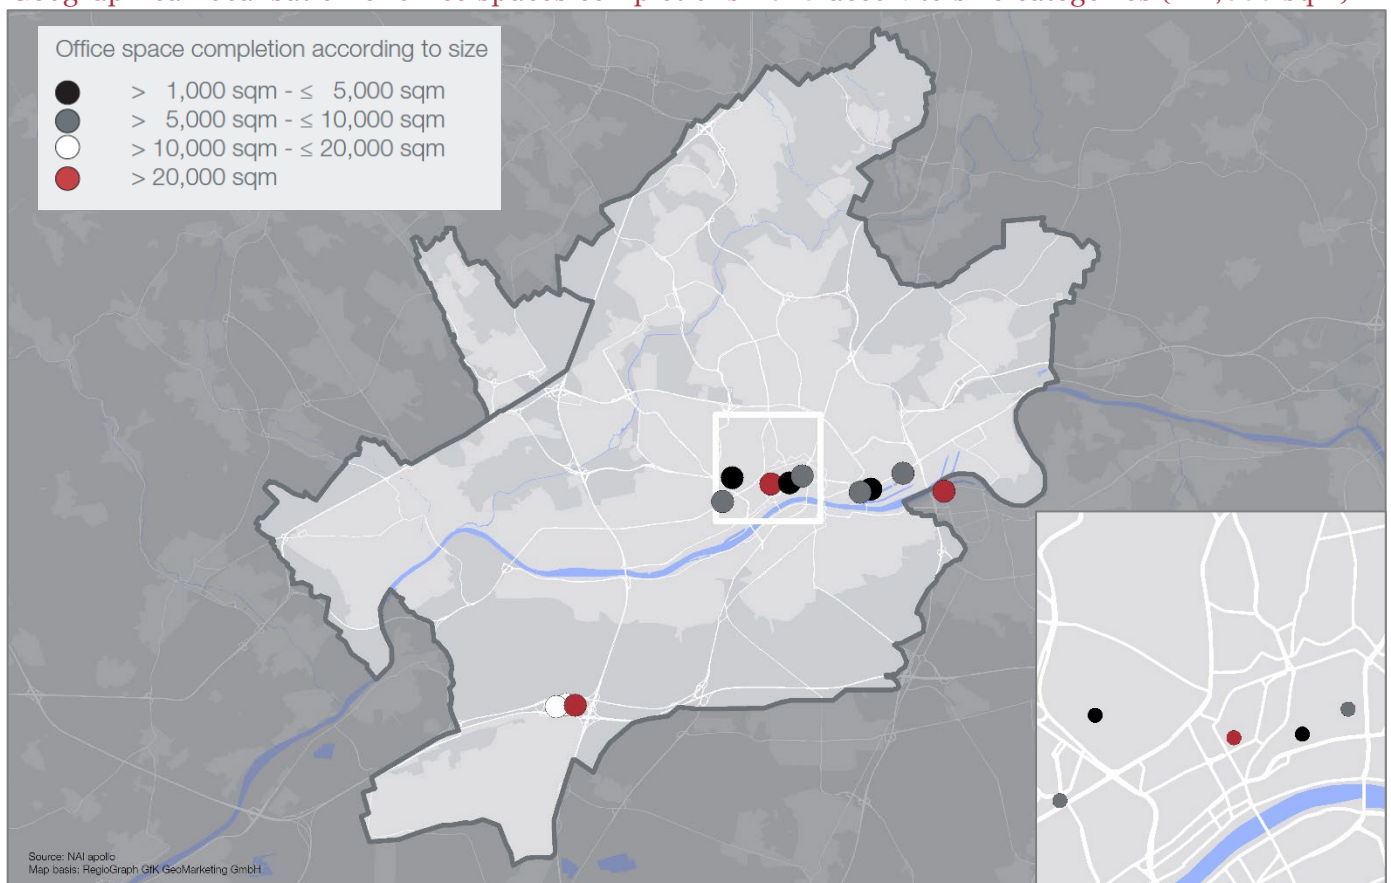 Office space completion according to size
> 1,000 sqm - ≤ 5,000 sqm
> 5,000 sqm - ≤ 10,000 sqm
> 10,000 sqm - ≤ 20,000 sqm
> 20,000 sqm
Source: NAI apollo
Map basis: RegioGraph GfK GeoMarketing GmbH